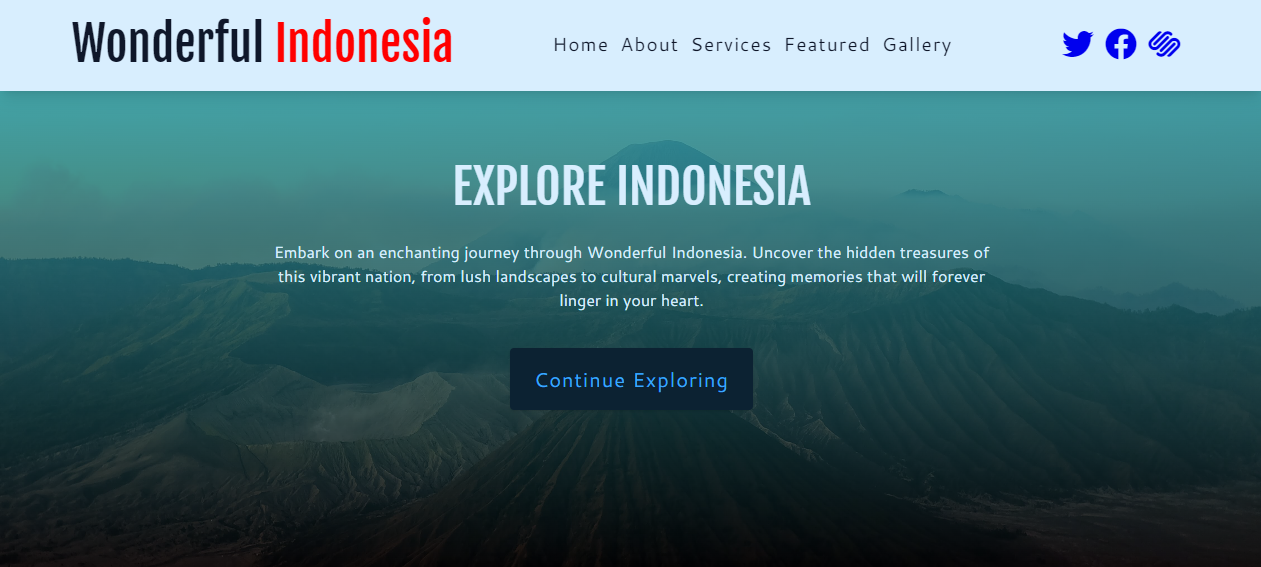 Wonderful Indonesia
Home About Services Featured Gallery
EXPLORE INDONESIA
Embark on an enchanting journey through Wonderful Indonesia. Uncover the hidden treasures of
this vibrant nation, from lush landscapes to cultural marvels, creating memories that will forever
linger in your heart.
Continue Exploring